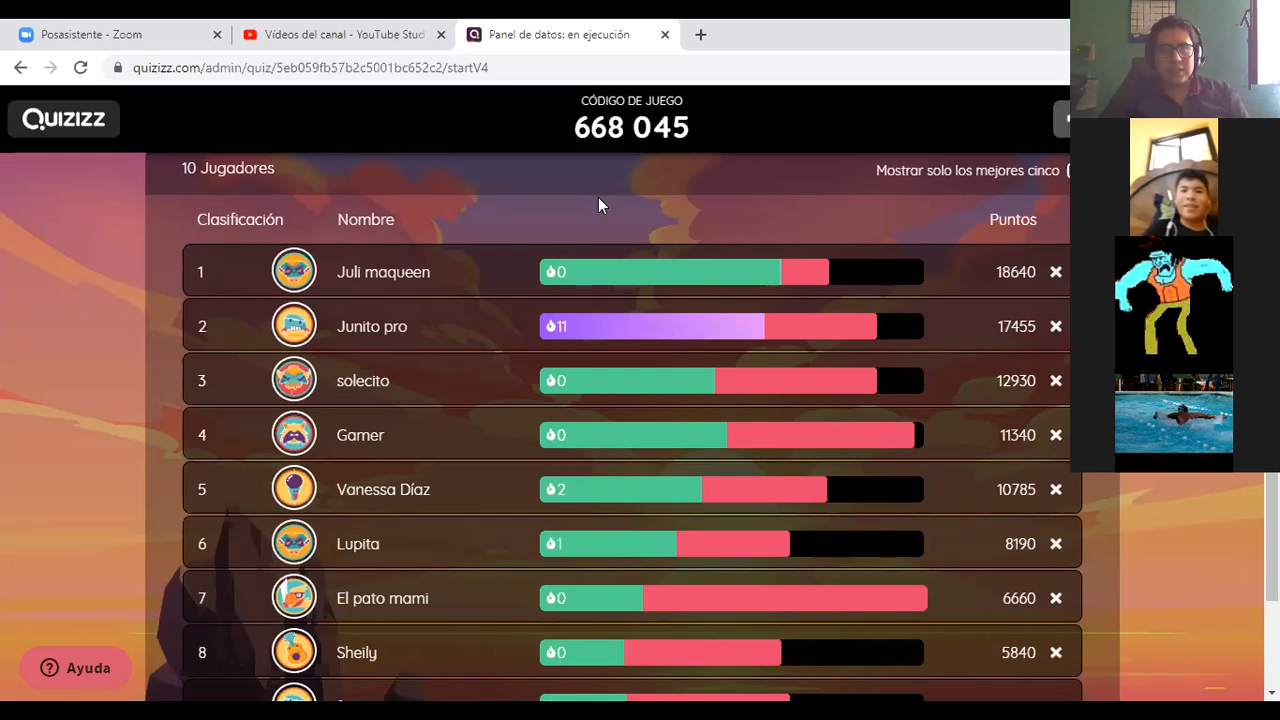 Posasistente - Zoom
Vídeos del canal - YouTube Stud
Panel de datos: en ejecución
quizizz.com/admin/quiz/5eb059fb57b2c5001bc652c2/startV4
Quizizz
CÓDIGO DE JUEGO
668 045
10 Jugadores
Mostrar solo los mejores cinco
Clasificación Nombre Puntos
1 Juli maqueen 0 18640
2 Junito pro 11 17455
3 solecito 0 12930
4 Gamer 0 11340
5 Vanessa Díaz 2 10785
6 Lupita 1 8190
7 El pato mami 0 6660
8 Sheily 0 5840
Ayuda